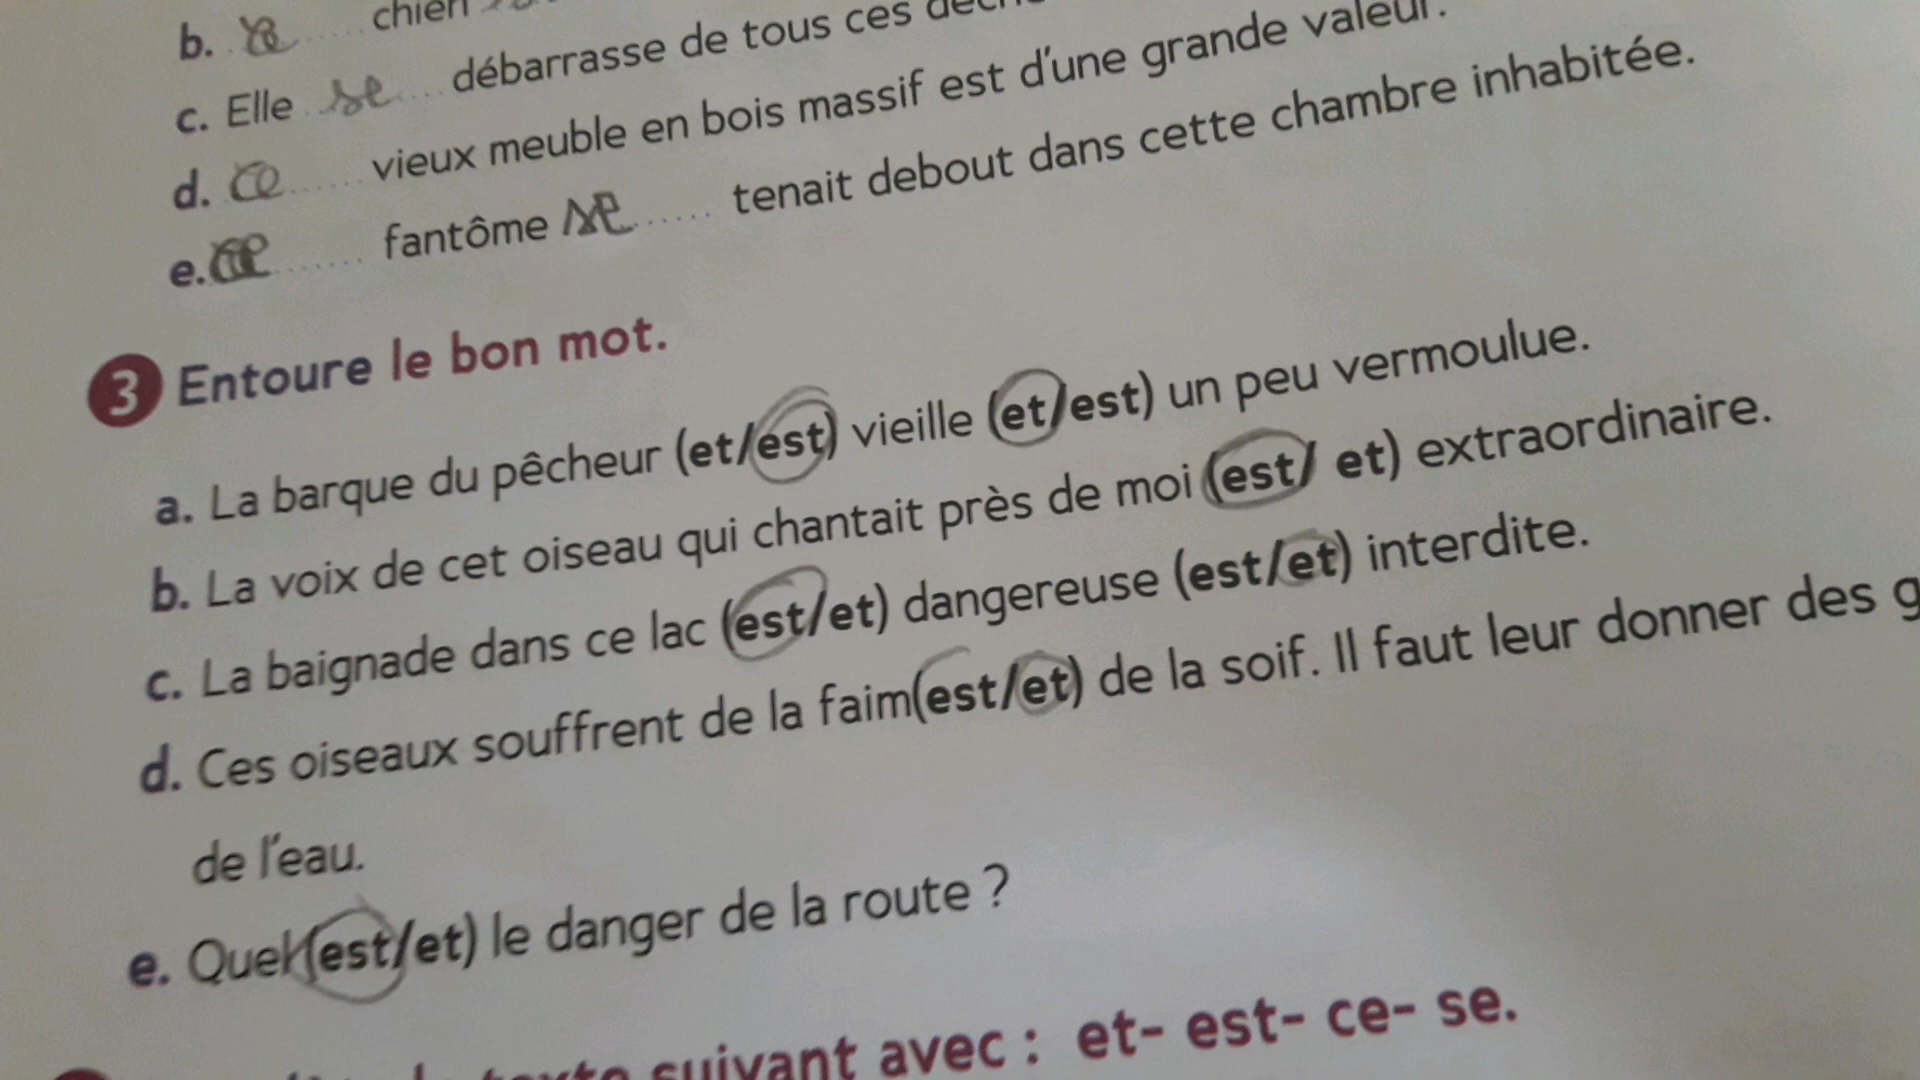 b. ce chien
c. Elle se débarrasse de tous ces
d. ce vieux meuble en bois massif est d'une grande valeur.
e. ce fantôme se tenait debout dans cette chambre inhabitée.
3 Entoure le bon mot.
a. La barque du pêcheur (et/est) vieille (et/est) un peu vermoulue.
b. La voix de cet oiseau qui chantait près de moi (est/ et) extraordinaire.
c. La baignade dans ce lac (est/et) dangereuse (est/et) interdite.
d. Ces oiseaux souffrent de la faim(est/et) de la soif. Il faut leur donner des g
de l'eau.
e. Quel(est/et) le danger de la route ?
suivant avec : et- est- ce- se.